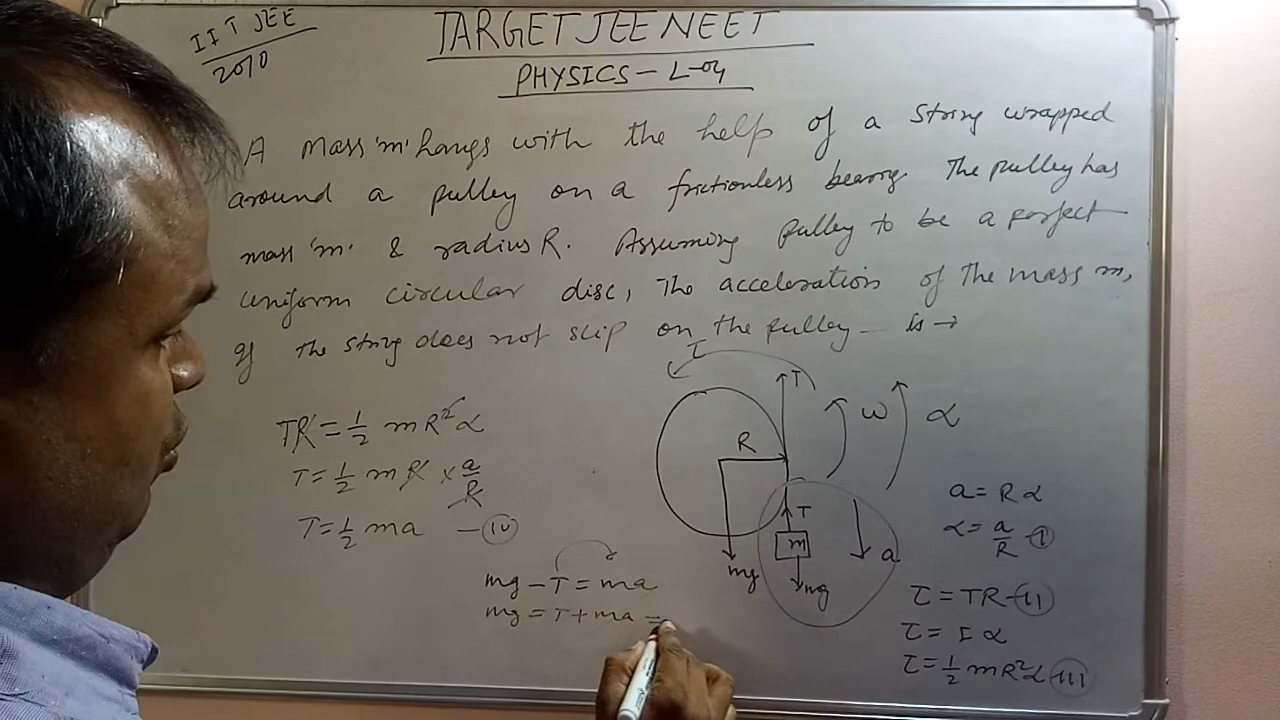 IIT JEE
2010
TARGET JEE NEET
PHYSICS - L-04
A mass 'm' hangs with the help of a string wrapped
around a pulley on a frictionless bearing. The pulley has
mass 'm' & radius R. Assuming pulley to be a perfect
uniform circular disc, The acceleration of the mass m,
if the string does not slip on the pulley - is →
TR = 1/2 mR²α
T = 1/2 mR × a/R
T = 1/2 ma - (IV)
mg - T = ma
mg = T + ma =
τ
T
R
ω
α
T
m
mg
mg
a
a = Rα
α = a/R - (I)
τ = TR - (II)
τ = Iα
τ = 1/2 mR²α (III)